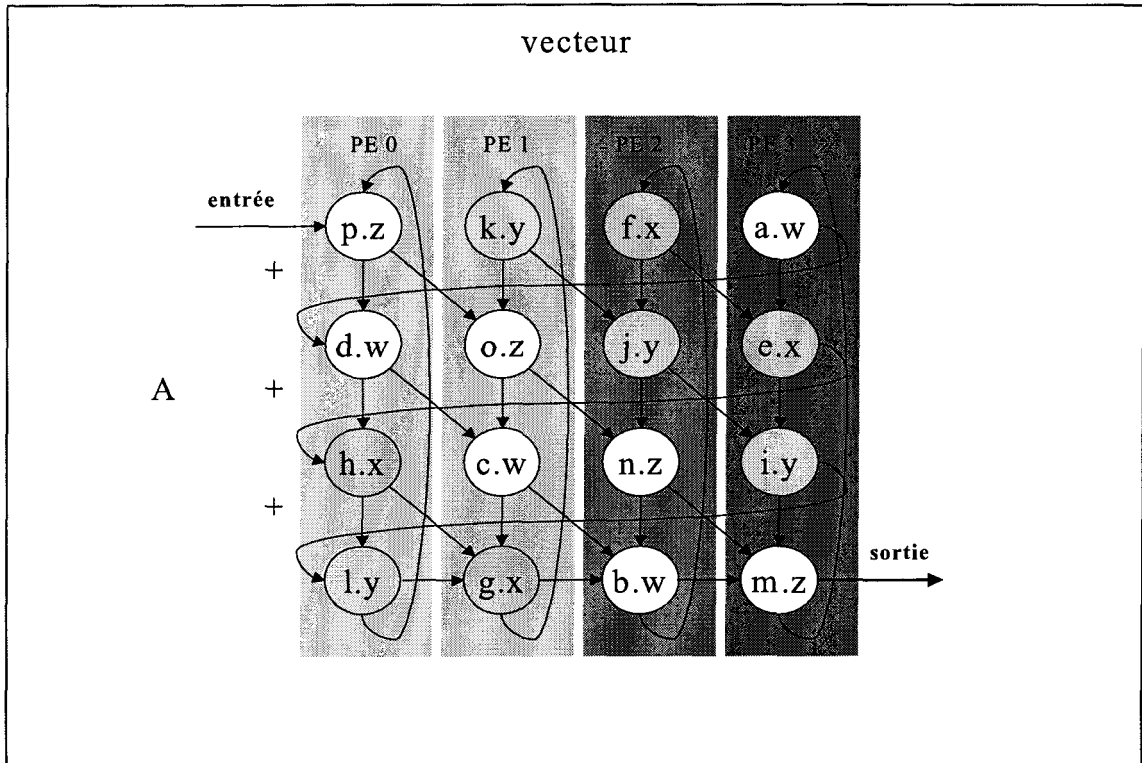 vecteur
PE 0 PE 1 PE 2 PE 3
entrée
p.z k.y f.x a.w
+
d.w o.z j.y e.x
A +
h.x c.w n.z i.y
+
sortie
l.y g.x b.w m.z